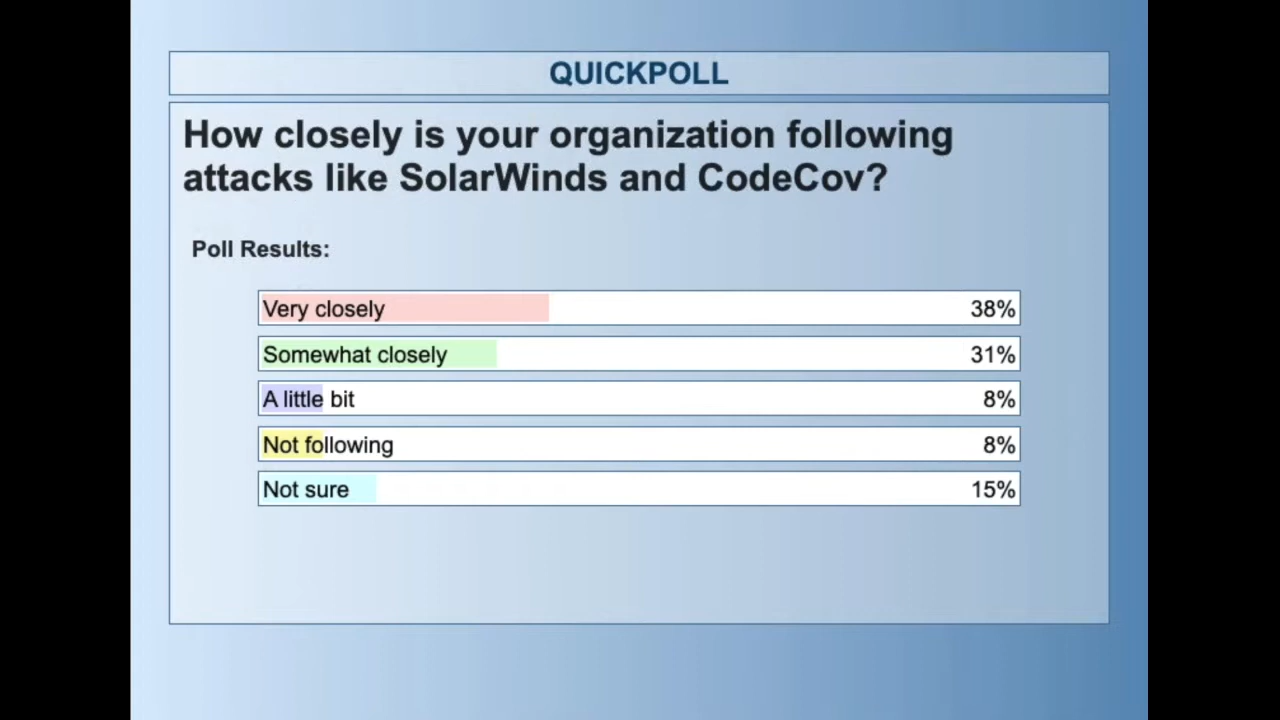 QUICKPOLL
How closely is your organization following
attacks like SolarWinds and CodeCov?
Poll Results:
Very closely 38%
Somewhat closely 31%
A little bit 8%
Not following 8%
Not sure 15%